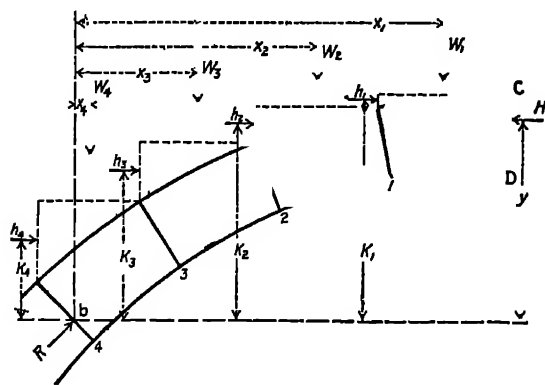 x₁
x₂ W₂ W₁
x₃ W₃
W₄
x₄ h₁ C
h₂ H
h₃ D
1 y
2
h₄ K₃ K₂ K₁
K₄ 3
b
R 4